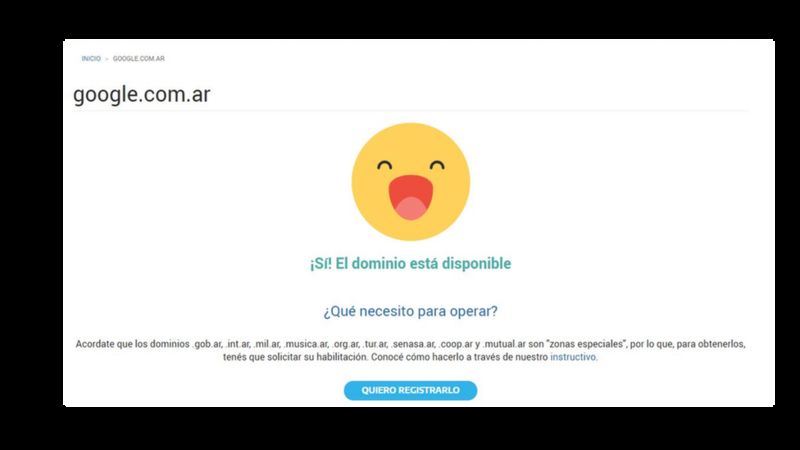 INICIO - GOOGLE.COM.AR
google.com.ar
¡Sí! El dominio está disponible
¿Qué necesito para operar?
Acordate que los dominios .gob.ar, .int.ar, .mil.ar, .musica.ar, .org.ar, .tur.ar, .senasa.ar, .coop.ar y .mutual.ar son "zonas especiales", por lo que, para obtenerlos,
tenés que solicitar su habilitación. Conocé cómo hacerlo a través de nuestro instructivo.
QUIERO REGISTRARLO